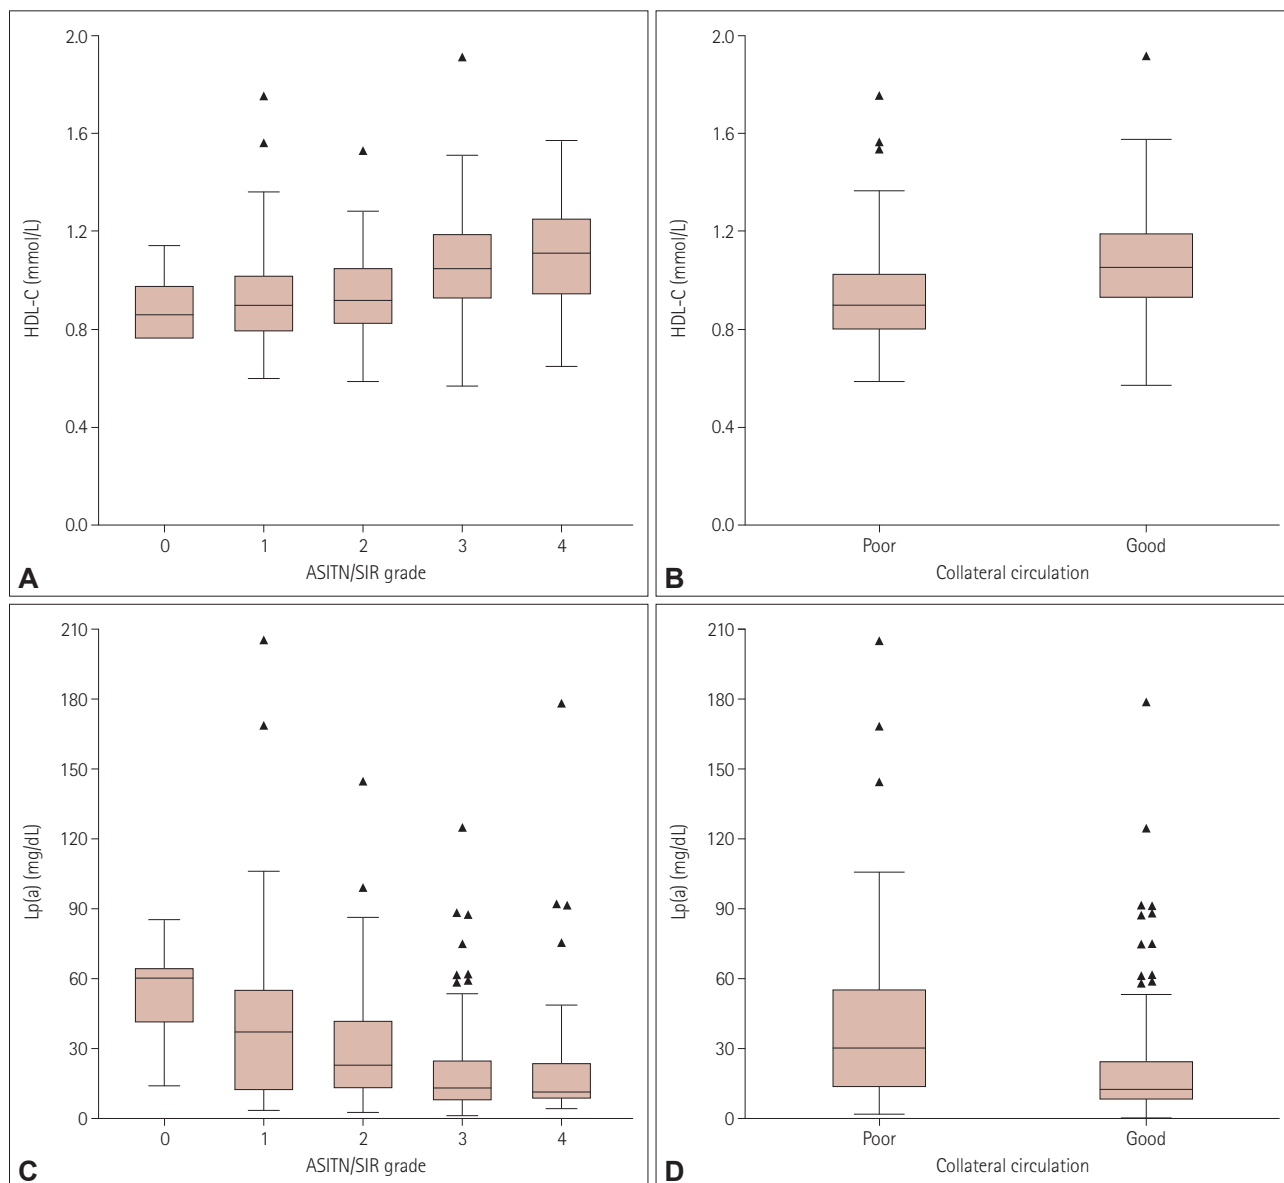 2.0
1.6
1.2
0.8
0.4
0.0
HDL-C (mmol/L)
0 1 2 3 4
ASITN/SIR grade
A
2.0
1.6
1.2
0.8
0.4
0.0
HDL-C (mmol/L)
Poor Good
Collateral circulation
B
210
180
150
120
90
60
30
0
Lp(a) (mg/dL)
0 1 2 3 4
ASITN/SIR grade
C
210
180
150
120
90
60
30
0
Lp(a) (mg/dL)
Poor Good
Collateral circulation
D